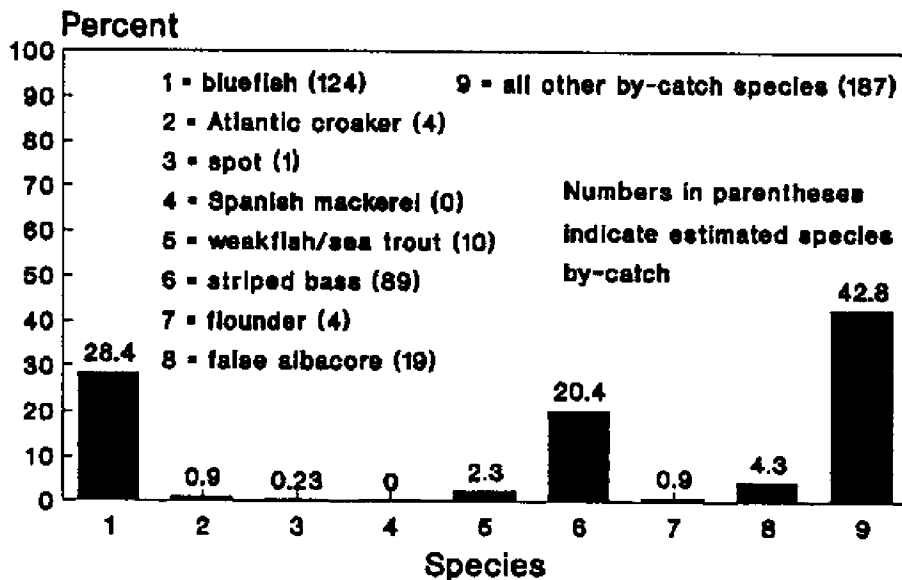 Percent
100
90
80
70
60
50
40
30
20
10
0
1 = bluefish (124)
2 = Atlantic croaker (4)
3 = spot (1)
4 = Spanish mackerel (0)
5 = weakfish/sea trout (10)
6 = striped bass (89)
7 = flounder (4)
8 = false albacore (19)
9 = all other by-catch species (187)
Numbers in parentheses
indicate estimated species
by-catch
28.4
0.9
0.23
0
2.3
20.4
0.9
4.3
42.8
1 2 3 4 5 6 7 8 9
Species